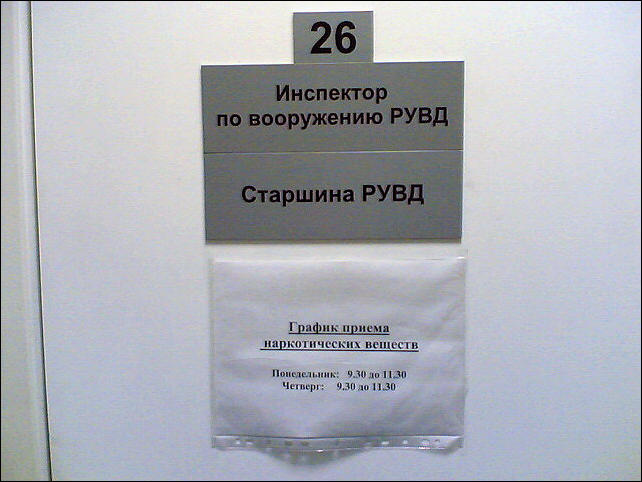 26
Инспектор
по вооружению РУВД
Старшина РУВД
График приема
наркотических веществ
Понедельник: 9.30 до 11.30
Четверг: 9.30 до 11.30